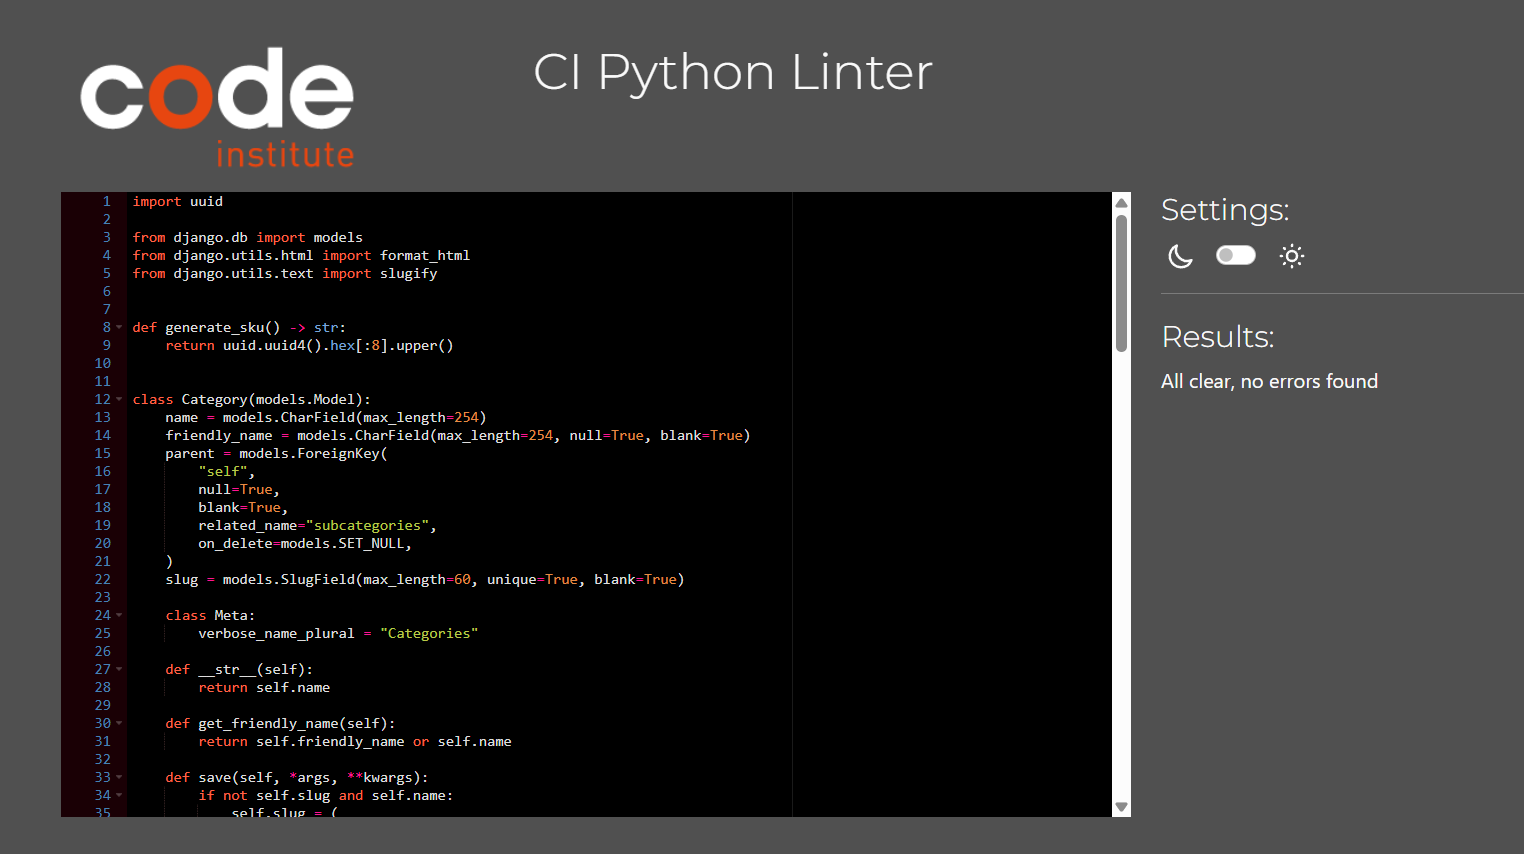 code
institute
CI Python Linter
1 import uuid
2
3 from django.db import models
4 from django.utils.html import format_html
5 from django.utils.text import slugify
6
7
8 def generate_sku() -> str:
9     return uuid.uuid4().hex[:8].upper()
10
11
12 class Category(models.Model):
13     name = models.CharField(max_length=254)
14     friendly_name = models.CharField(max_length=254, null=True, blank=True)
15     parent = models.ForeignKey(
16         "self",
17         null=True,
18         blank=True,
19         related_name="subcategories",
20         on_delete=models.SET_NULL,
21     )
22     slug = models.SlugField(max_length=60, unique=True, blank=True)
23
24     class Meta:
25         verbose_name_plural = "Categories"
26
27     def __str__(self):
28         return self.name
29
30     def get_friendly_name(self):
31         return self.friendly_name or self.name
32
33     def save(self, *args, **kwargs):
34         if not self.slug and self.name:
35             self.slug = (
Settings:
Results:
All clear, no errors found